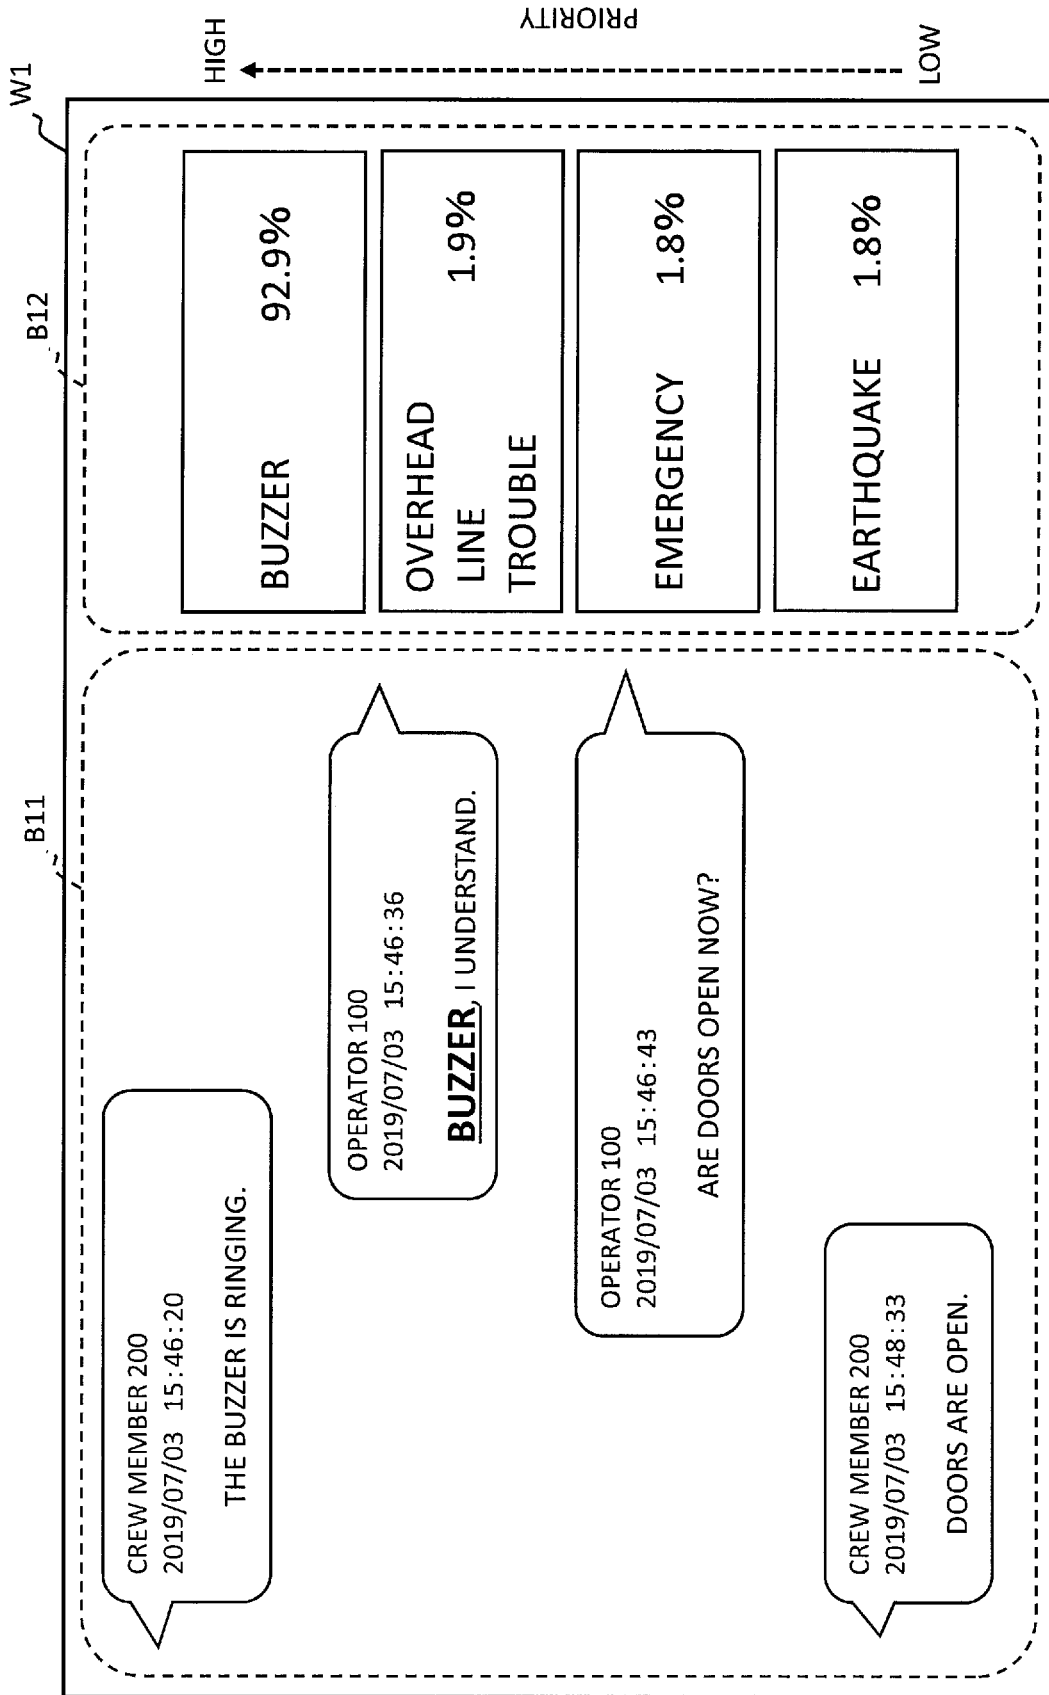 W1
B11
B12
CREW MEMBER 200
2019/07/03 15:46:20
THE BUZZER IS RINGING.
OPERATOR 100
2019/07/03 15:46:36
BUZZER, I UNDERSTAND.
OPERATOR 100
2019/07/03 15:46:43
ARE DOORS OPEN NOW?
CREW MEMBER 200
2019/07/03 15:48:33
DOORS ARE OPEN.
BUZZER 92.9%
OVERHEAD
LINE 1.9%
TROUBLE
EMERGENCY 1.8%
EARTHQUAKE 1.8%
HIGH
PRIORITY
LOW